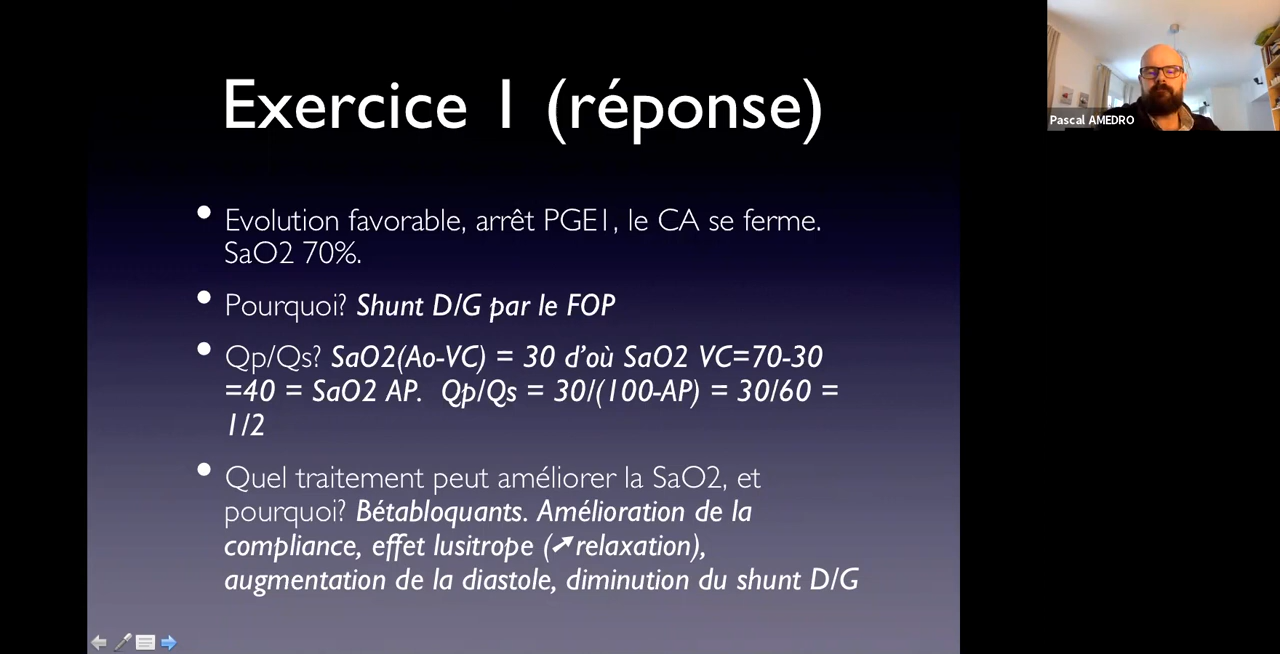 Exercice 1 (réponse)
Pascal AMEDRO
• Evolution favorable, arrêt PGE1, le CA se ferme.
SaO2 70%.
• Pourquoi? Shunt D/G par le FOP
• Qp/Qs? SaO2(Ao-VC) = 30 d’où SaO2 VC=70-30
=40 = SaO2 AP. Qp/Qs = 30/(100-AP) = 30/60 =
1/2
• Quel traitement peut améliorer la SaO2, et
pourquoi? Bétabloquants. Amélioration de la
compliance, effet lusitrope (➚relaxation),
augmentation de la diastole, diminution du shunt D/G